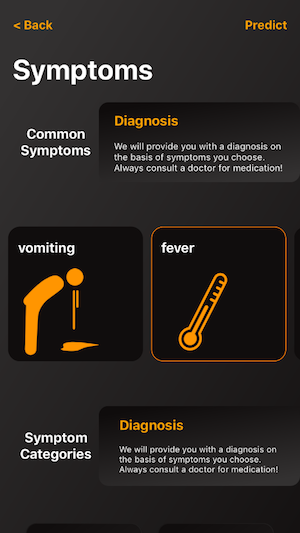 < Back
Predict
Symptoms
Common
Symptoms
Diagnosis
We will provide you with a diagnosis on
the basis of symptoms you choose.
Always consult a doctor for medication!
vomiting
fever
Symptom
Categories
Diagnosis
We will provide you with a diagnosis on
the basis of symptoms you choose.
Always consult a doctor for medication!